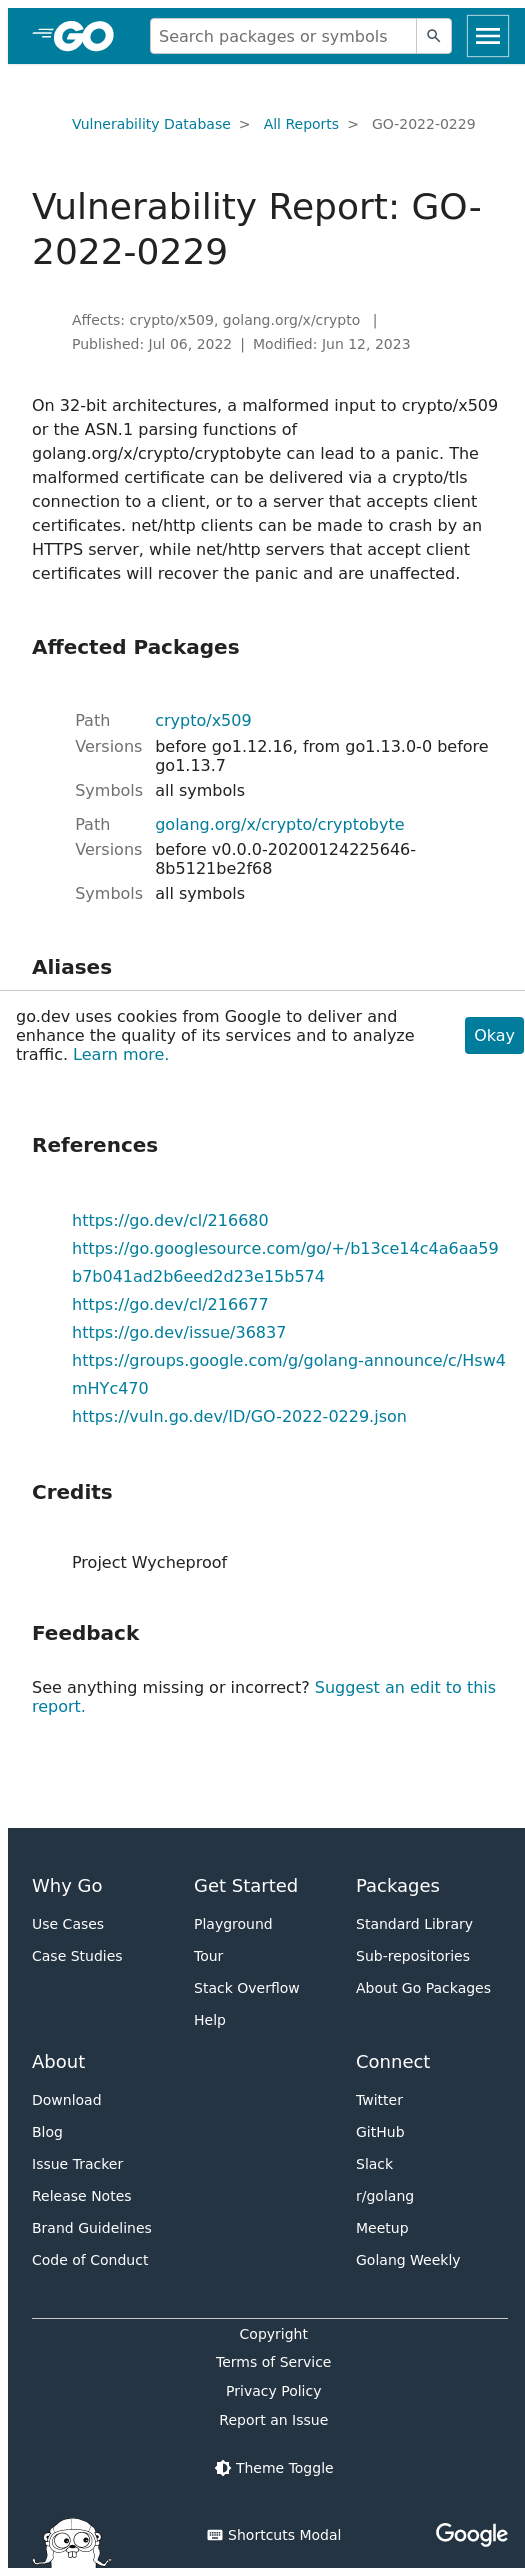 GO
Search packages or symbols
Vulnerability Database > All Reports > GO-2022-0229
Vulnerability Report: GO-
2022-0229
Affects: crypto/x509, golang.org/x/crypto |
Published: Jul 06, 2022 | Modified: Jun 12, 2023
On 32-bit architectures, a malformed input to crypto/x509
or the ASN.1 parsing functions of
golang.org/x/crypto/cryptobyte can lead to a panic. The
malformed certificate can be delivered via a crypto/tls
connection to a client, or to a server that accepts client
certificates. net/http clients can be made to crash by an
HTTPS server, while net/http servers that accept client
certificates will recover the panic and are unaffected.
Affected Packages
Path crypto/x509
Versions before go1.12.16, from go1.13.0-0 before
go1.13.7
Symbols all symbols
Path golang.org/x/crypto/cryptobyte
Versions before v0.0.0-20200124225646-
8b5121be2f68
Symbols all symbols
Aliases
go.dev uses cookies from Google to deliver and
enhance the quality of its services and to analyze
traffic. Learn more.
Okay
References
https://go.dev/cl/216680
https://go.googlesource.com/go/+/b13ce14c4a6aa59
b7b041ad2b6eed2d23e15b574
https://go.dev/cl/216677
https://go.dev/issue/36837
https://groups.google.com/g/golang-announce/c/Hsw4
mHYc470
https://vuln.go.dev/ID/GO-2022-0229.json
Credits
Project Wycheproof
Feedback
See anything missing or incorrect? Suggest an edit to this
report.
Why Go
Use Cases
Case Studies
Get Started
Playground
Tour
Stack Overflow
Help
Packages
Standard Library
Sub-repositories
About Go Packages
About
Download
Blog
Issue Tracker
Release Notes
Brand Guidelines
Code of Conduct
Connect
Twitter
GitHub
Slack
r/golang
Meetup
Golang Weekly
Copyright
Terms of Service
Privacy Policy
Report an Issue
Theme Toggle
Shortcuts Modal
Google